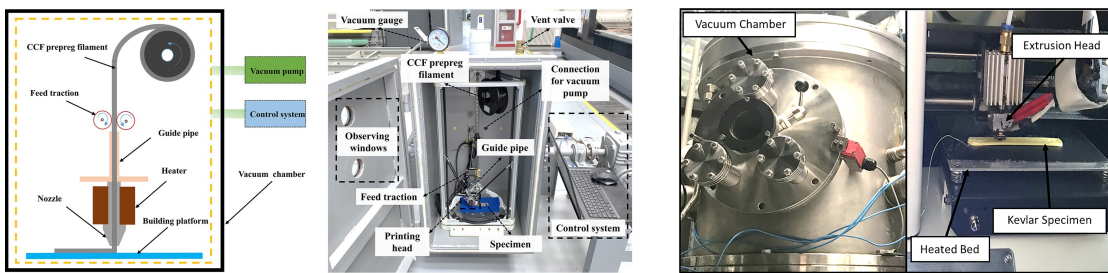 CCF prepreg filament
Feed traction
Guide pipe
Heater
Nozzle
Building platform
Vacuum pump
Control system
Vacuum chamber
Vacuum gauge
Vent valve
CCF prepreg
filament
Connection
for vacuum
pump
Observing
windows
Guide pipe
Feed traction
Printing
head
Specimen
Control system
Vacuum Chamber
Extrusion Head
Kevlar Specimen
Heated Bed